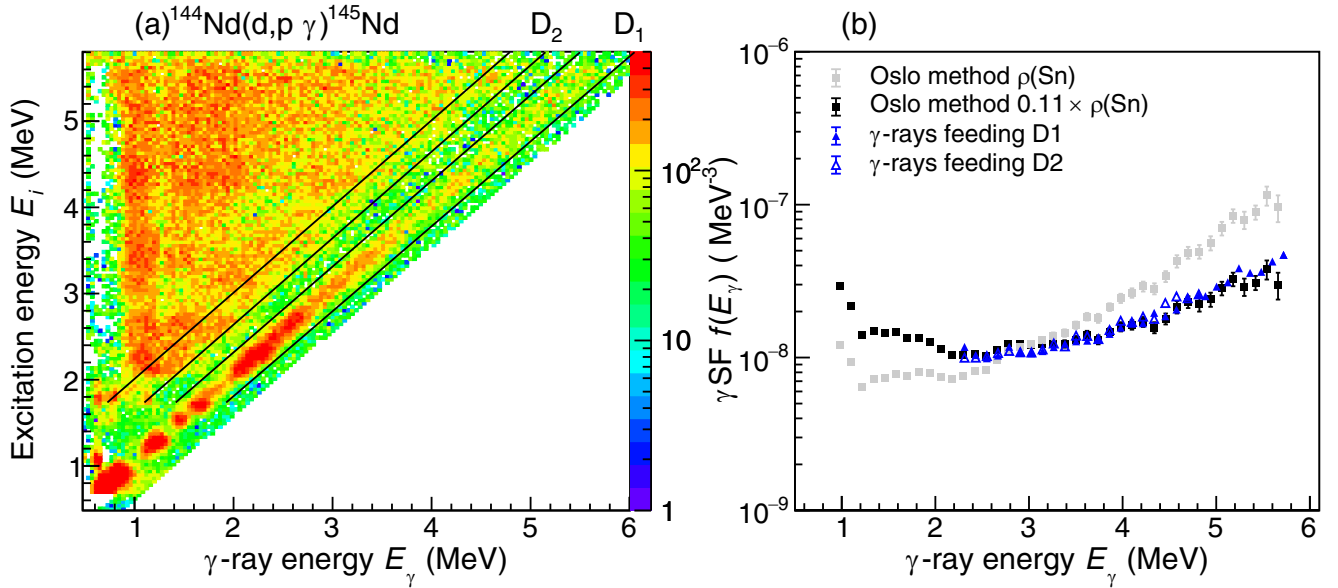 (a)¹⁴⁴Nd(d,p γ)¹⁴⁵Nd D₂ D₁
Excitation energy Eᵢ (MeV)
5
4
3
2
1
1 2 3 4 5 6
γ-ray energy E_γ (MeV)
10²
10
1
(b)
γSF f(E_γ) ( MeV⁻³)
10⁻⁶
10⁻⁷
10⁻⁸
10⁻⁹
Oslo method ρ(Sn)
Oslo method 0.11× ρ(Sn)
γ-rays feeding D1
γ-rays feeding D2
1 2 3 4 5 6
γ-ray energy E_γ (MeV)